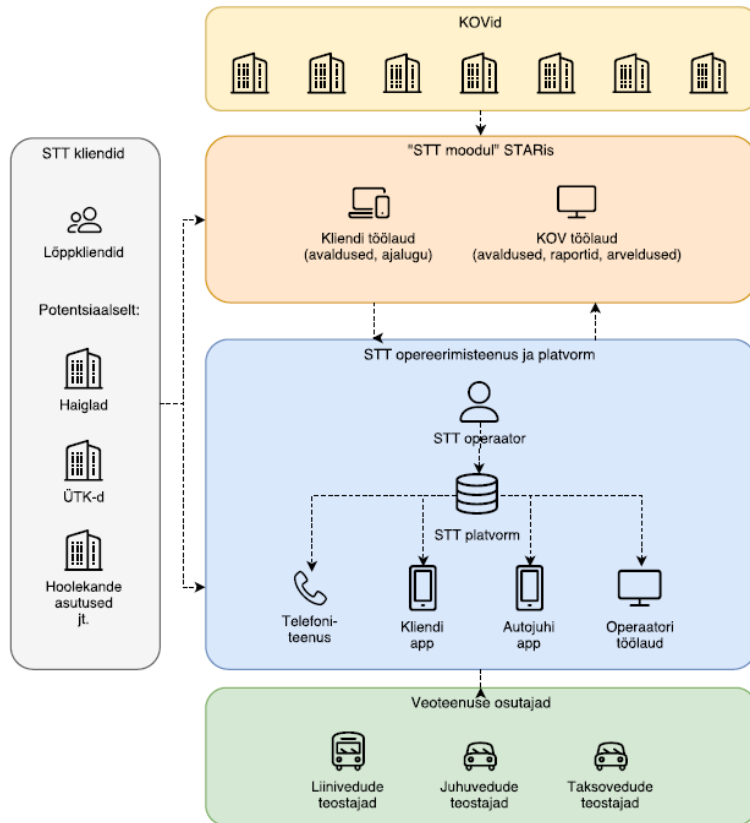 KOVid
STT kliendid
Lõppkliendid
Potentsiaalselt:
Haiglad
ÜTK-d
Hoolekande
asutused
jt.
"STT moodul" STARis
Kliendi töölaud
(avaldused, ajalugu)
KOV töölaud
(avaldused, raportid, arveldused)
STT opereerimisteenus ja platvorm
STT operaator
STT platvorm
Telefoni-
teenus
Kliendi
app
Autojuhi
app
Operaatori
töölaud
Veoteenuse osutajad
Liinivedude
teostajad
Juhuvedude
teostajad
Taksovedude
teostajad